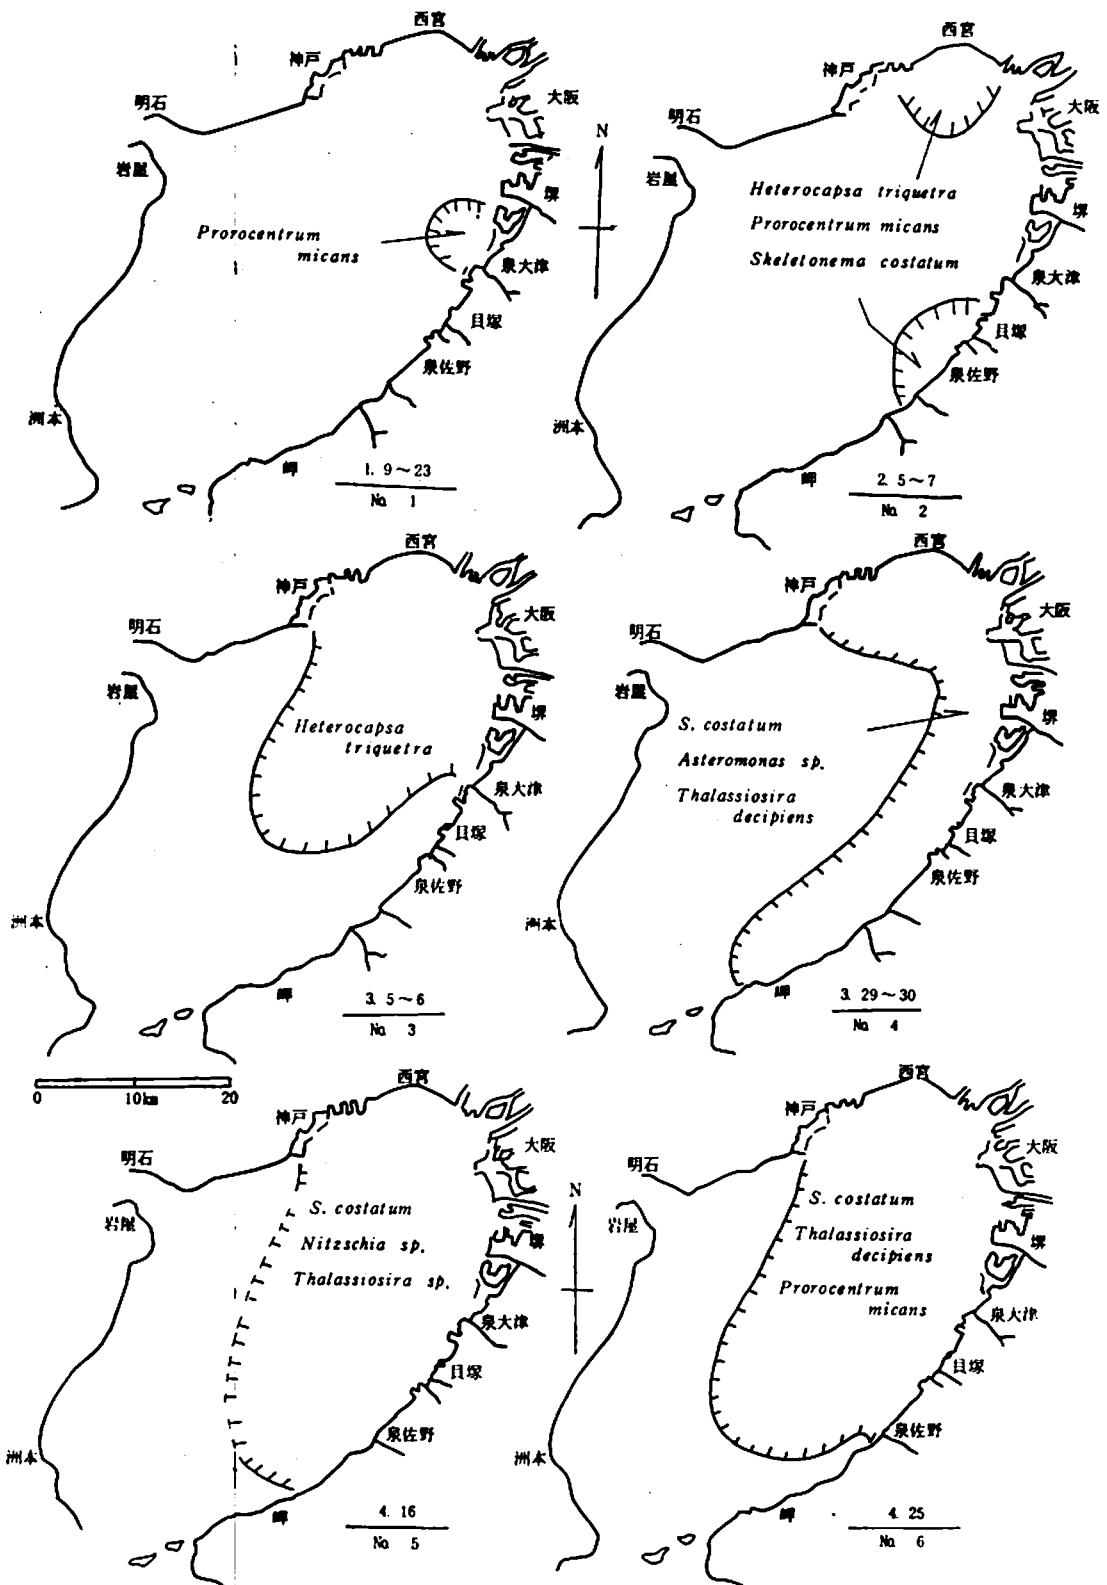 西宮
神戸
明石
大阪
岩屋
堺
Prorocentrum
micans
泉大津
貝塚
泉佐野
洲本
岬
1. 9～23
No 1
N
西宮
神戸
明石
大阪
岩屋
Heterocapsa triquetra
堺
Prorocentrum micans
Skeletonema costatum
泉大津
貝塚
泉佐野
洲本
岬
2. 5～7
No 2
西宮
神戸
明石
大阪
岩屋
堺
Heterocapsa
triquetra
泉大津
貝塚
泉佐野
洲本
岬
3. 5～6
No 3
0 10km 20
西宮
神戸
明石
大阪
岩屋
堺
S. costatum
Asteromonas sp.
Thalassiosira
decipiens
泉大津
貝塚
泉佐野
洲本
岬
3. 29～30
No 4
西宮
神戸
明石
大阪
岩屋
S. costatum
Nitzschia sp.
堺
Thalassiosira sp.
泉大津
貝塚
泉佐野
洲本
岬
4. 16
No 5
N
西宮
神戸
明石
大阪
岩屋
S. costatum
Thalassiosira
decipiens
堺
Prorocentrum
micans
泉大津
貝塚
泉佐野
洲本
岬
4. 25
No 6